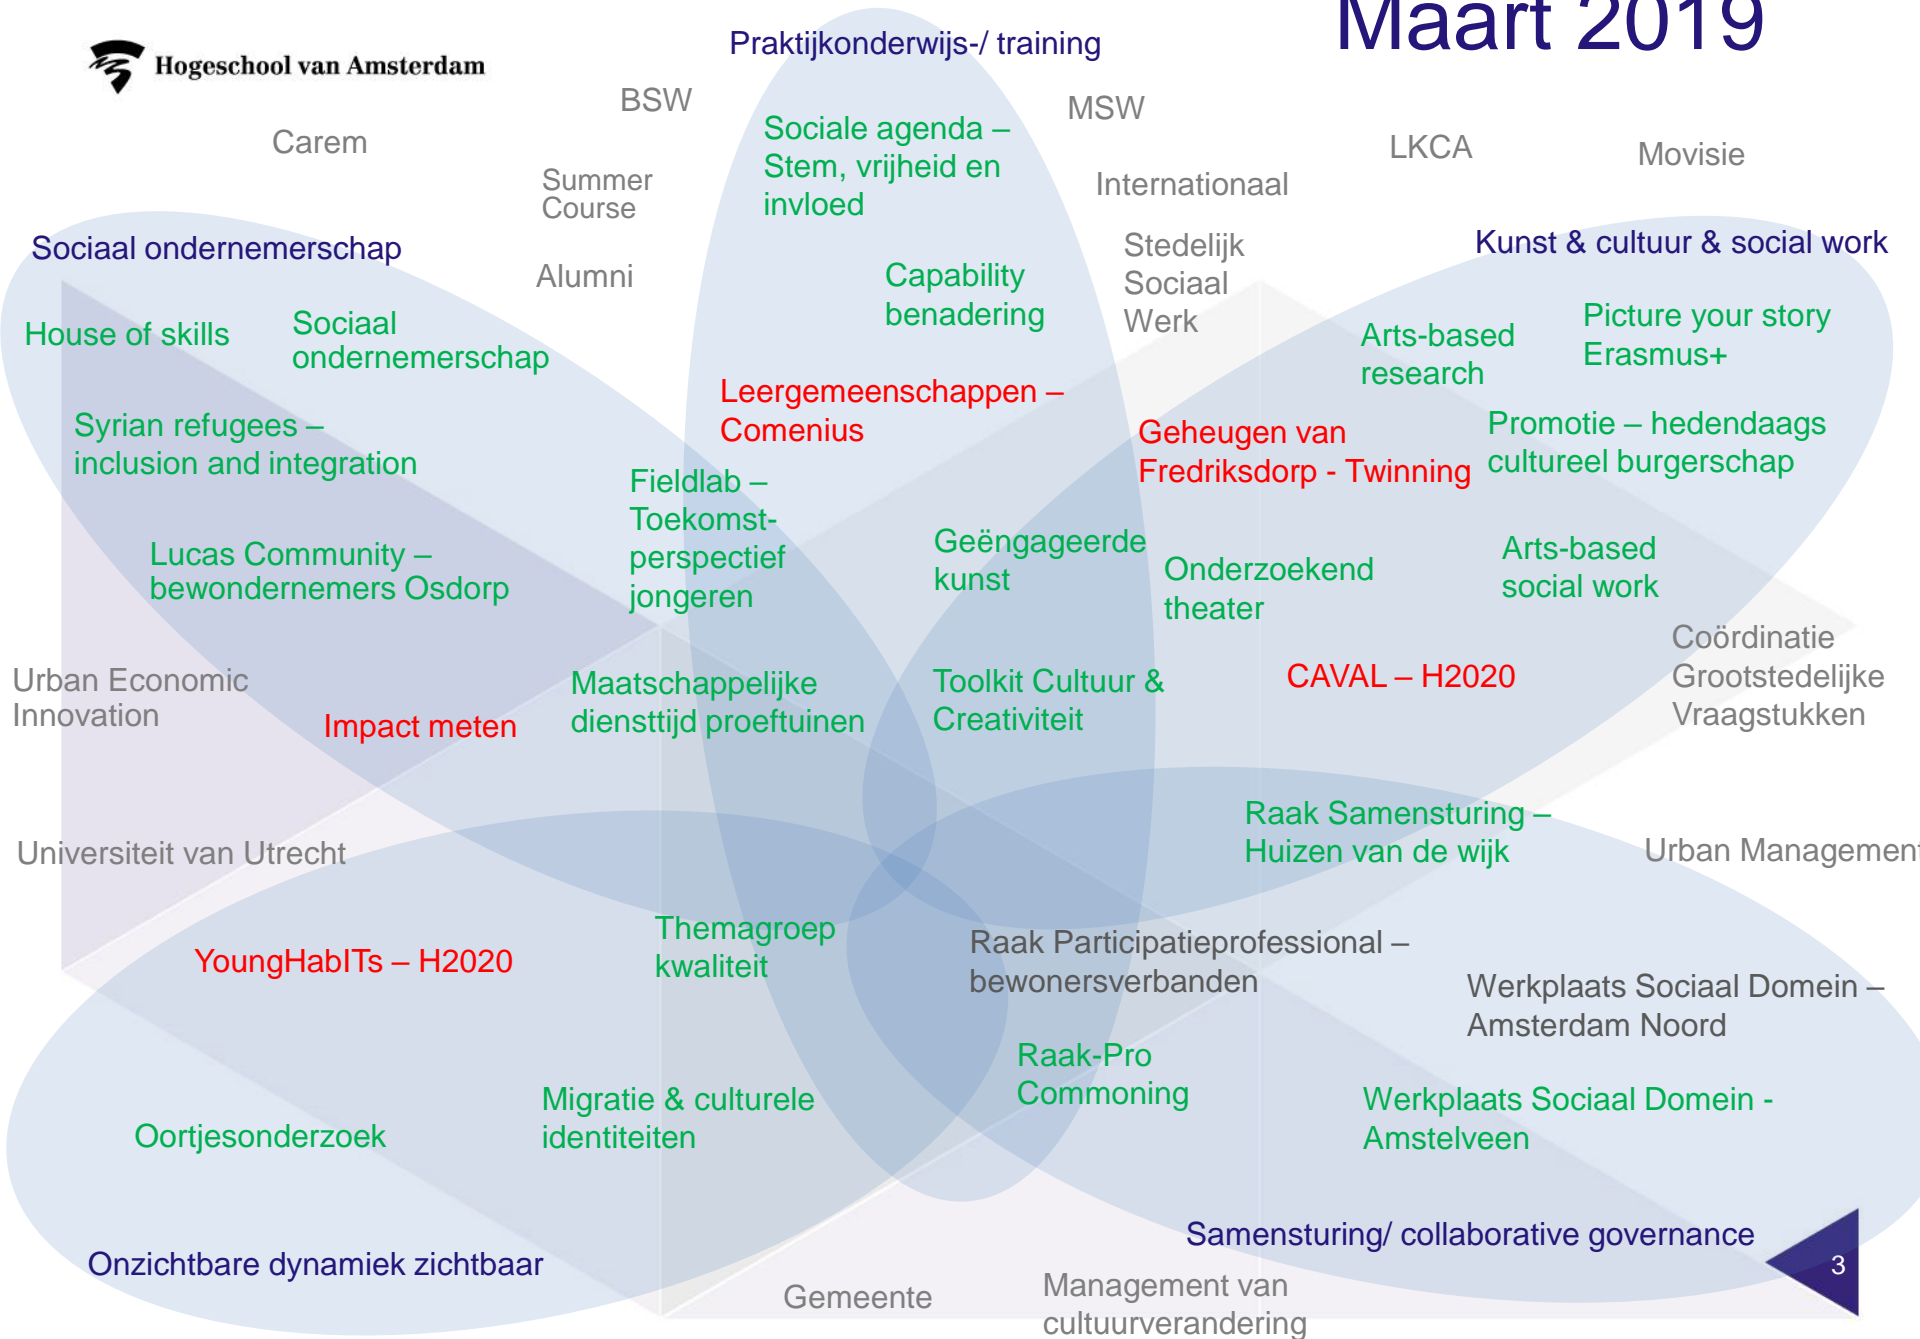 Maart 2019
Hogeschool van Amsterdam
Praktijkonderwijs-/ training
BSW
MSW
Carem
LKCA
Movisie
Sociale agenda –
Stem, vrijheid en
invloed
Summer
Course
Internationaal
Sociaal ondernemerschap
Alumni
Stedelijk
Sociaal
Werk
Kunst & cultuur & social work
Capability
benadering
House of skills
Sociaal
ondernemerschap
Arts-based
research
Picture your story
Erasmus+
Leergemeenschappen –
Comenius
Syrian refugees –
inclusion and integration
Geheugen van
Fredriksdorp - Twinning
Promotie – hedendaags
cultureel burgerschap
Fieldlab –
Toekomst-
perspectief
jongeren
Lucas Community –
bewondernemers Osdorp
Geëngageerde
kunst
Onderzoekend
theater
Arts-based
social work
Urban Economic
Innovation
Impact meten
Maatschappelijke
diensttijd proeftuinen
Toolkit Cultuur &
Creativiteit
CAVAL – H2020
Coördinatie
Grootstedelijke
Vraagstukken
Universiteit van Utrecht
Raak Samensturing –
Huizen van de wijk
Urban Management
YoungHabITs – H2020
Themagroep
kwaliteit
Raak Participatieprofessional –
bewonersverbanden
Werkplaats Sociaal Domein –
Amsterdam Noord
Oortjesonderzoek
Migratie & culturele
identiteiten
Raak-Pro
Commoning
Werkplaats Sociaal Domein -
Amstelveen
Onzichtbare dynamiek zichtbaar
Samensturing/ collaborative governance
Gemeente
Management van
cultuurverandering
3